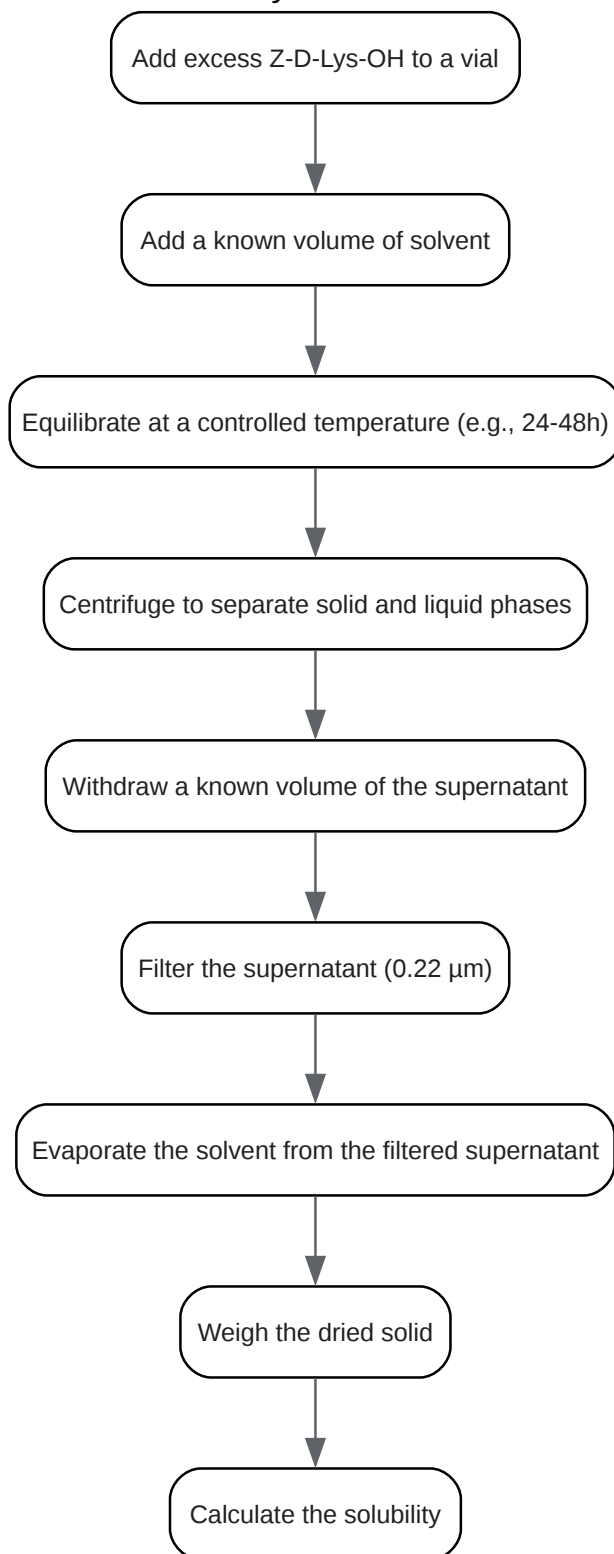 Add excess Z-D-Lys-OH to a vial
Add a known volume of solvent
Equilibrate at a controlled temperature (e.g., 24-48h)
Centrifuge to separate solid and liquid phases
Withdraw a known volume of the supernatant
Filter the supernatant (0.22 µm)
Evaporate the solvent from the filtered supernatant
Weigh the dried solid
Calculate the solubility